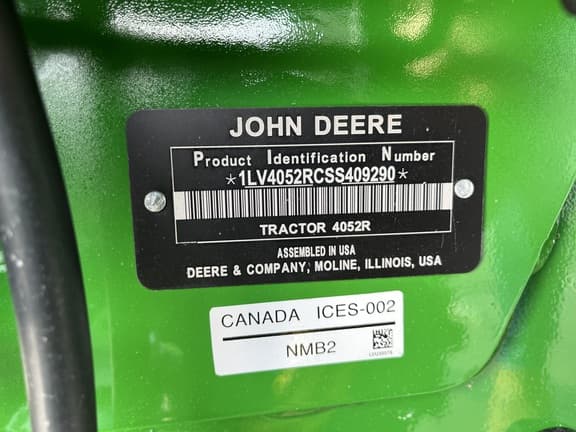 JOHN DEERE
Product Identification Number
*1LV4052RCSS409290*
TRACTOR 4052R
ASSEMBLED IN USA
DEERE & COMPANY, MOLINE, ILLINOIS, USA
CANADA ICES-002
NMB2